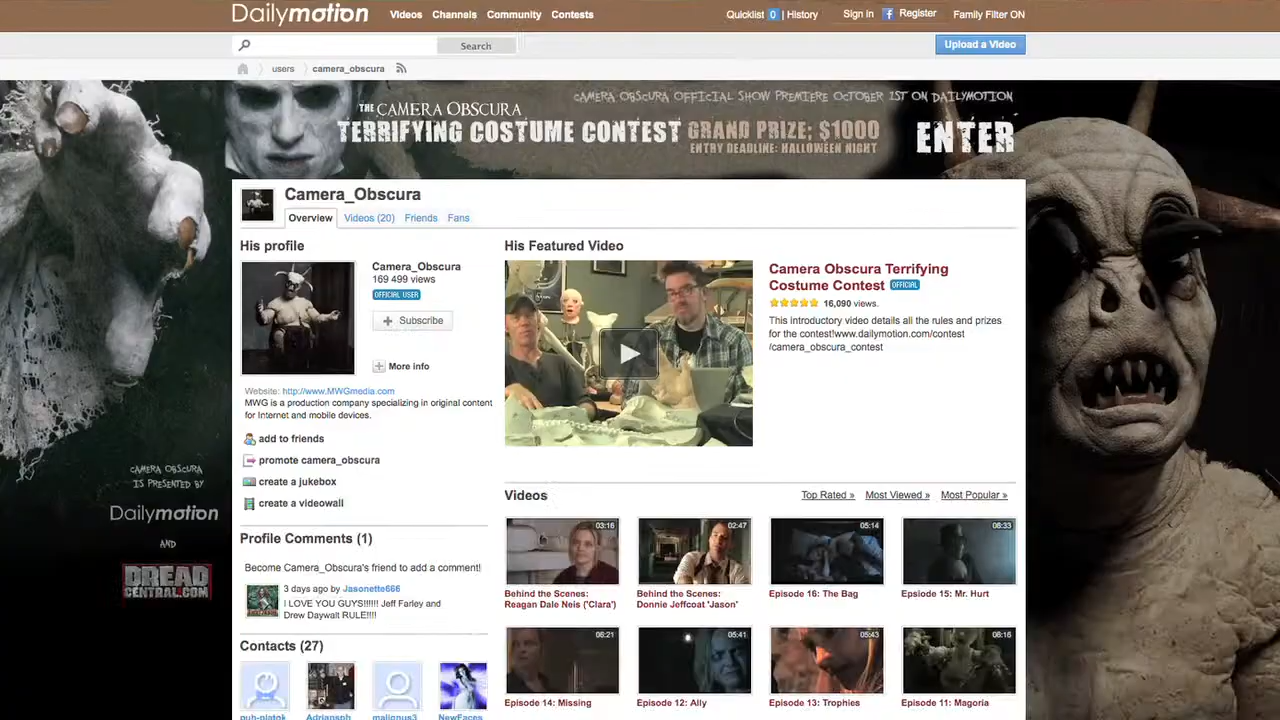 Dailymotion
Videos Channels Community Contests
Quicklist 0 | History
Sign In Register Family Filter ON
Search
Upload a Video
users camera_obscura
CAMERA OBSCURA OFFICIAL SHOW PREMIERE OCTOBER 1ST ON DAILYMOTION
THE CAMERA OBSCURA
TERRIFYING COSTUME CONTEST
GRAND PRIZE: $1000
ENTRY DEADLINE: HALLOWEEN NIGHT
ENTER
Camera_Obscura
Overview Videos (20) Friends Fans
His profile
Camera_Obscura
169 499 views
OFFICIAL USER
Subscribe
More info
Website: http://www.MWGmedia.com
MWG is a production company specializing in original content
for Internet and mobile devices.
add to friends
promote camera_obscura
create a jukebox
create a videowall
Profile Comments (1)
Become Camera_Obscura's friend to add a comment!
3 days ago by Jasonette666
I LOVE YOU GUYS!!!!!! Jeff Farley and
Drew Daywalt RULE!!!!
Contacts (27)
puh-platok Adriansph malignus3 NewFaces
His Featured Video
Camera Obscura Terrifying
Costume Contest OFFICIAL
16,090 views.
This introductory video details all the rules and prizes
for the contest!www.dailymotion.com/contest
/camera_obscura_contest
Videos
Top Rated » Most Viewed » Most Popular »
03:16 02:47 05:14 08:33
Behind the Scenes:
Reagan Dale Neis ('Clara')
Behind the Scenes:
Donnie Jeffcoat 'Jason'
Episode 16: The Bag
Episode 15: Mr. Hurt
06:21 05:41 05:43 08:16
Episode 14: Missing
Episode 12: Ally
Episode 13: Trophies
Episode 11: Magoria
CAMERA OBSCURA
IS PRESENTED BY
Dailymotion
AND
DREAD
CENTRAL.COM